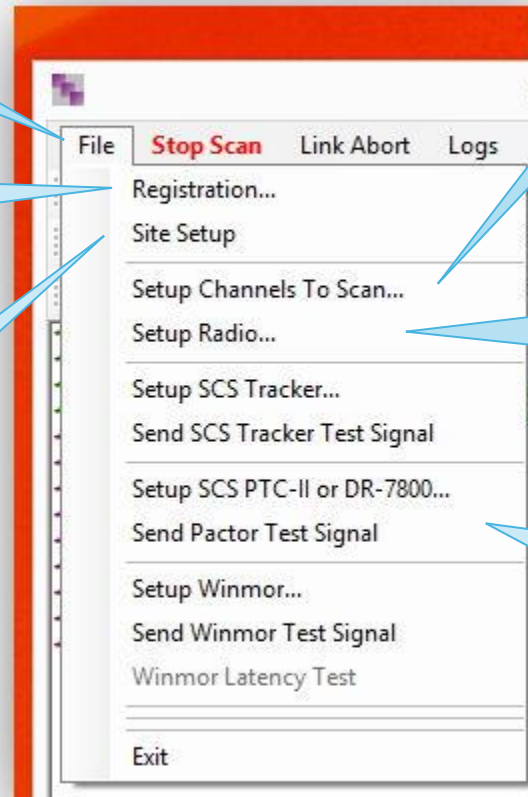 File Stop Scan Link Abort Logs
Registration...
Site Setup
Setup Channels To Scan...
Setup Radio...
Setup SCS Tracker...
Send SCS Tracker Test Signal
Setup SCS PTC-II or DR-7800...
Send Pactor Test Signal
Setup Winmor...
Send Winmor Test Signal
Winmor Latency Test
Exit